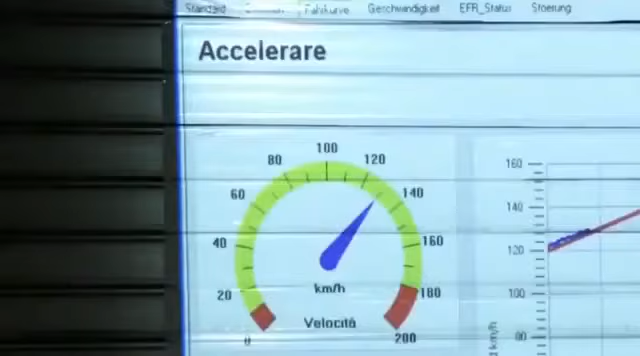 Standard Fahrkurve Geschwindigkeit EFR_Status Stoerung
Accelerare
100
80 120
60 140
40 160
20 180
0 200
km/h
Velocità
160
140
120
100
80
km/h